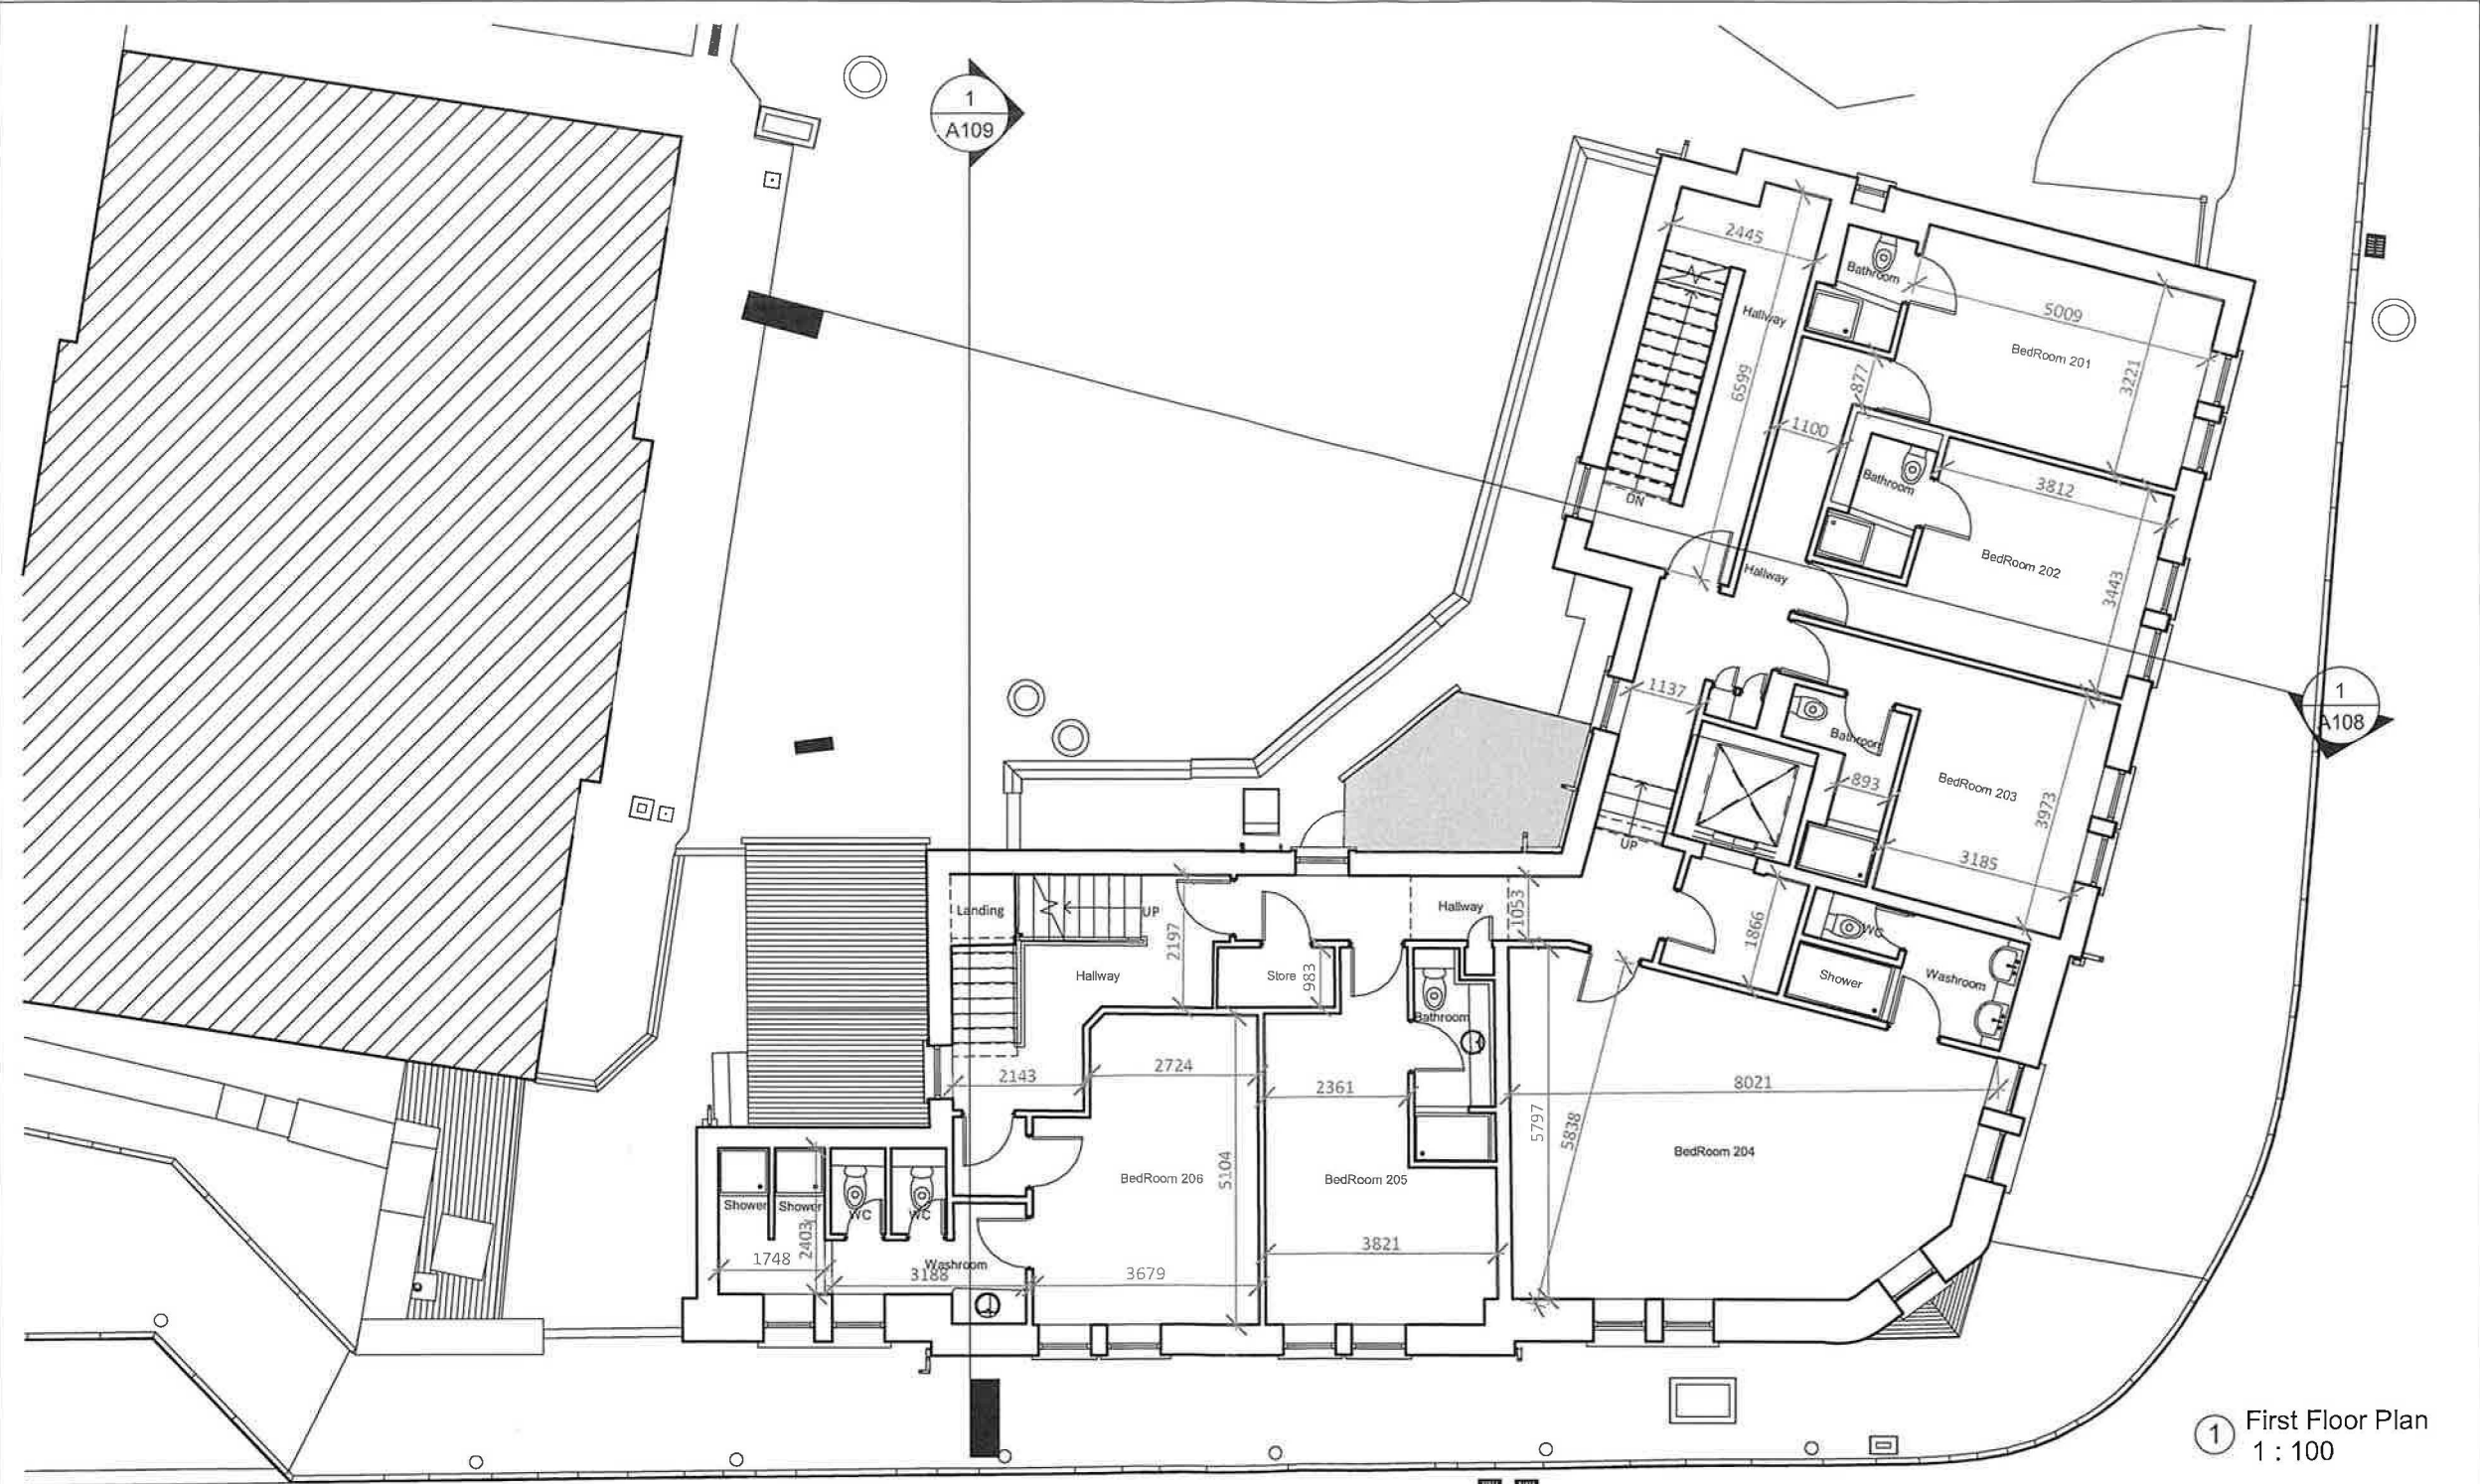 1
A109
2445
Bathroom
Hallway
5009
BedRoom 201
6599
877
3221
1100
Bathroom
3812
DN
Hallway
BedRoom 202
3443
1137
1
A108
Bathroom
893
BedRoom 203
3973
UP
3185
Landing
UP
Hallway
1053
2197
1866
WC
Hallway
Store
983
Shower
Washroom
Bathroom
2143
2724
2361
8021
5797
5838
BedRoom 204
BedRoom 206
5104
BedRoom 205
Shower
Shower
WC
WC
2403
3821
1748
Washroom
3188
3679
1
First Floor Plan
1 : 100